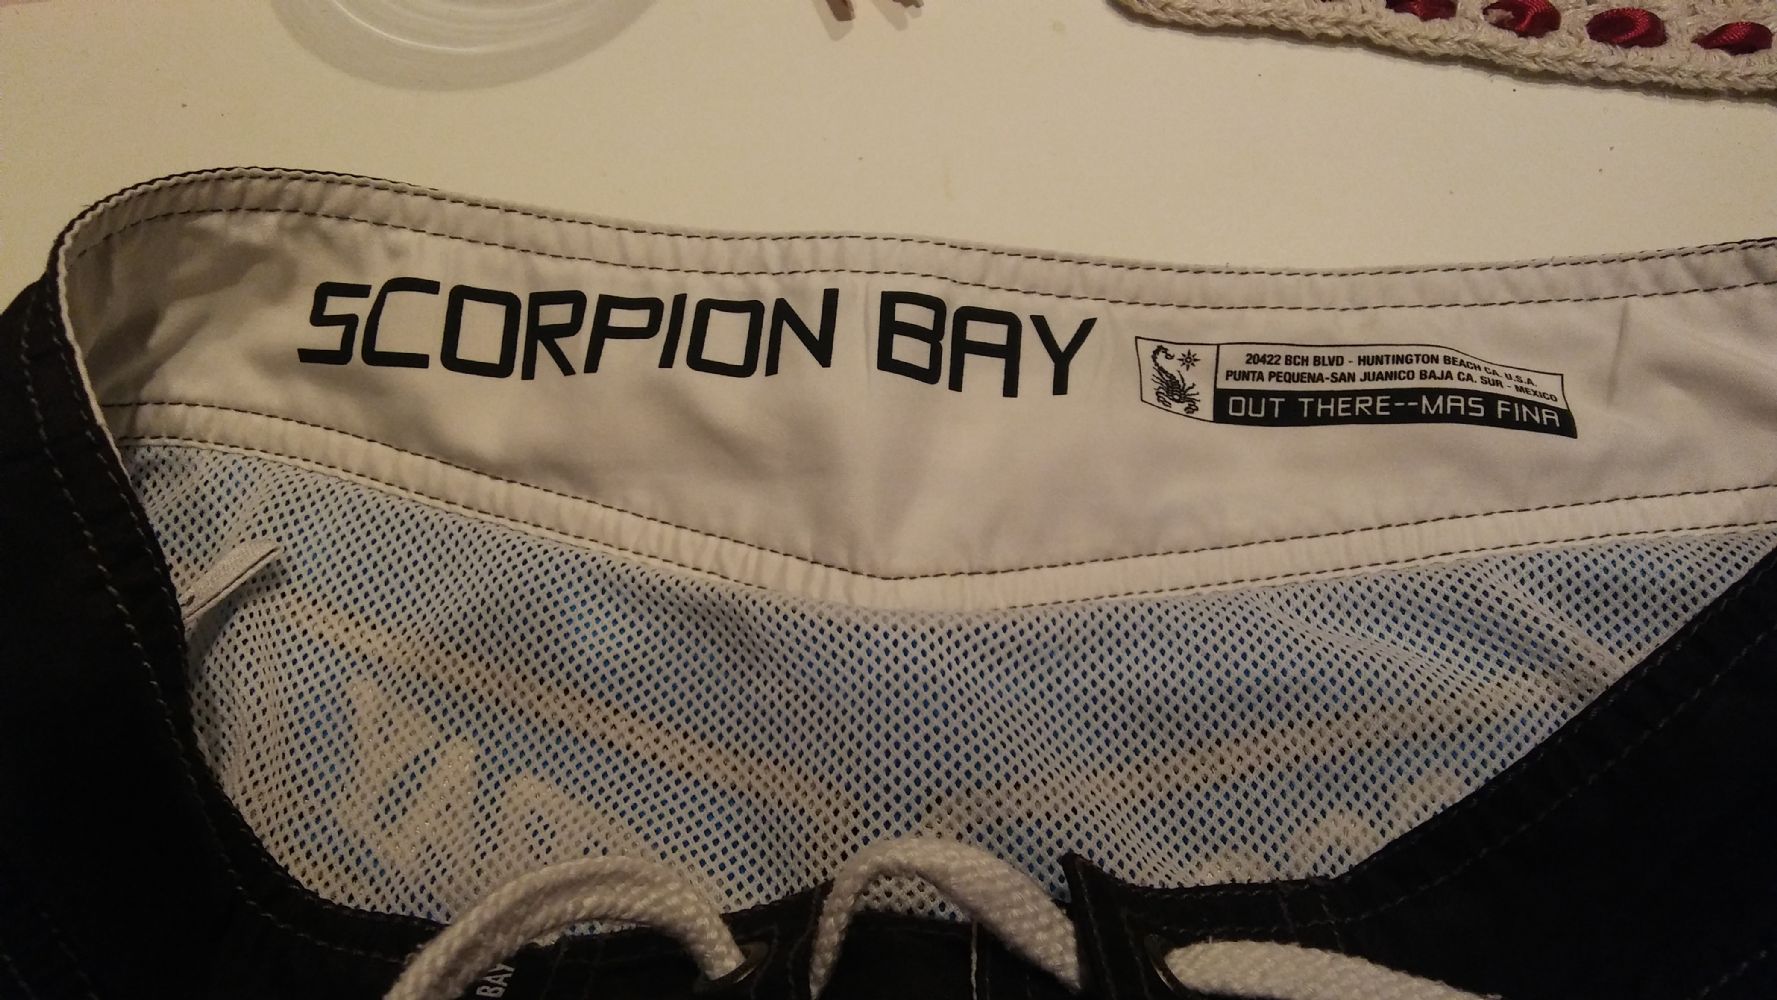 SCORPION BAY
20422 BCH BLVD - HUNTINGTON BEACH CA. U.S.A.
PUNTA PEQUENA-SAN JUANICO BAJA CA. SUR - MEXICO
OUT THERE--MAS FINA
BAY